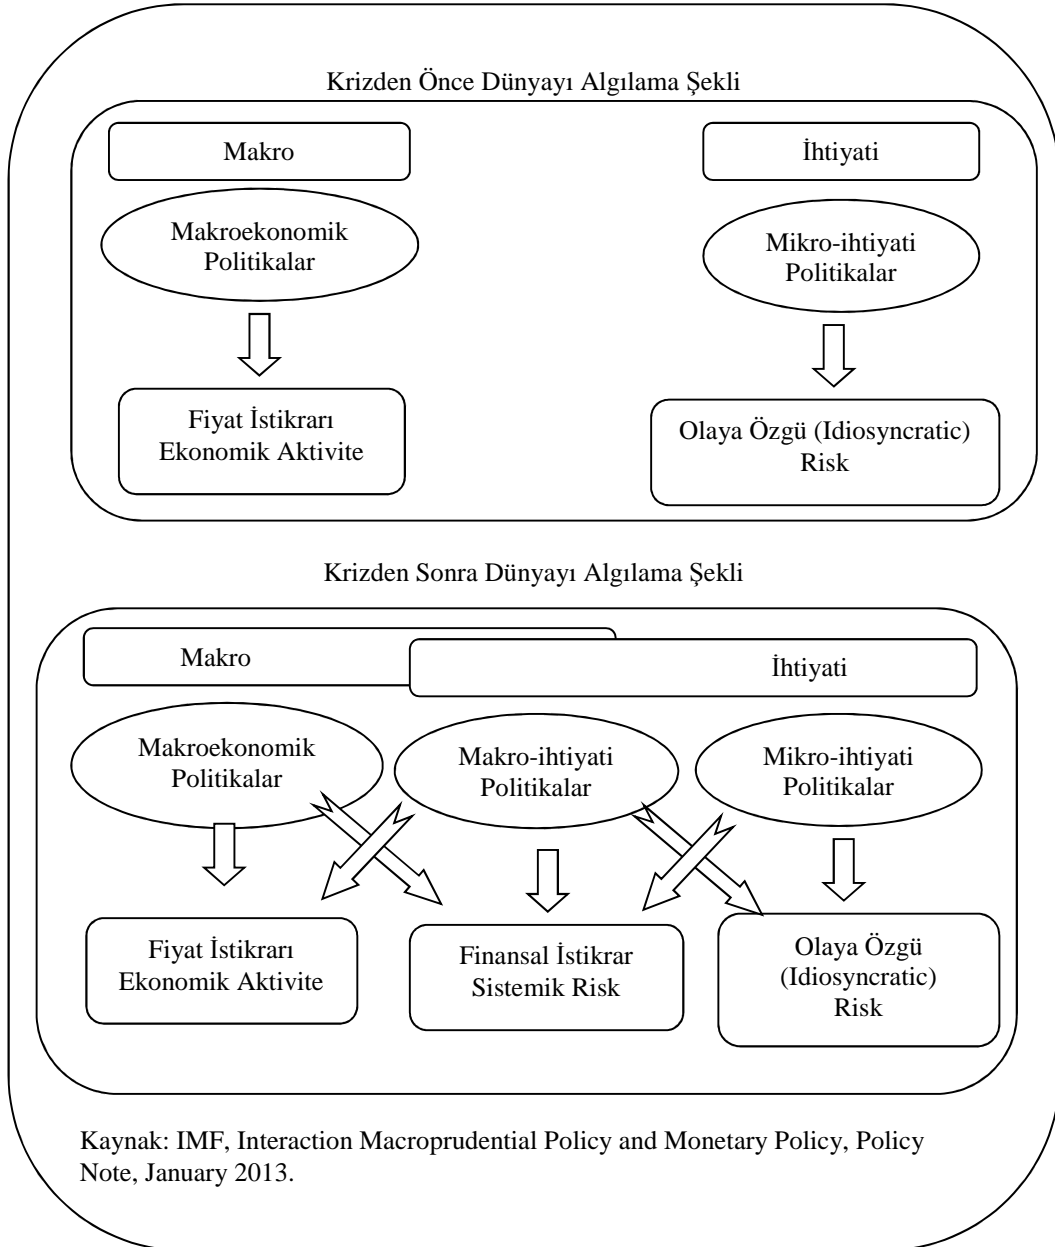 Krizden Önce Dünyayı Algılama Şekli
Makro
İhtiyati
Makroekonomik
Politikalar
Mikro-ihtiyati
Politikalar
Fiyat İstikrarı
Ekonomik Aktivite
Olaya Özgü (Idiosyncratic)
Risk
Krizden Sonra Dünyayı Algılama Şekli
Makro
İhtiyati
Makroekonomik
Politikalar
Makro-ihtiyati
Politikalar
Mikro-ihtiyati
Politikalar
Fiyat İstikrarı
Ekonomik Aktivite
Finansal İstikrar
Sistemik Risk
Olaya Özgü
(Idiosyncratic)
Risk
Kaynak: IMF, Interaction Macroprudential Policy and Monetary Policy, Policy
Note, January 2013.